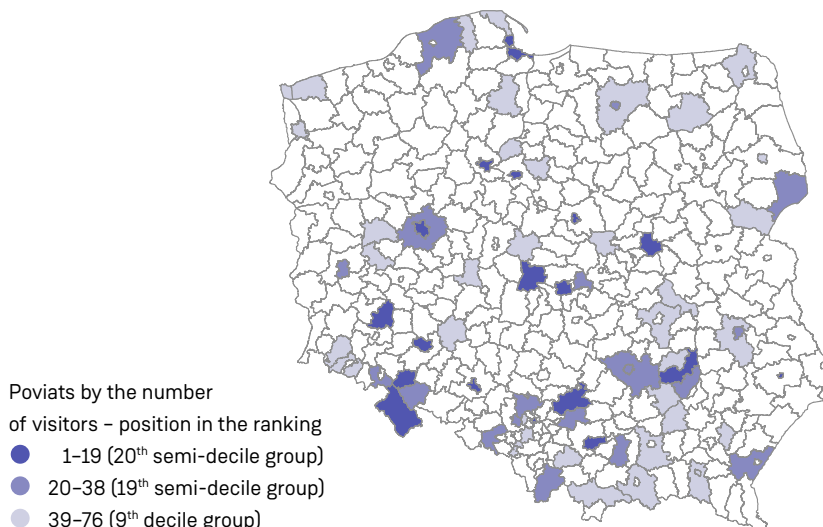 Poviats by the number
of visitors – position in the ranking
1–19 (20th semi-decile group)
20–38 (19th semi-decile group)
39–76 (9th decile group)